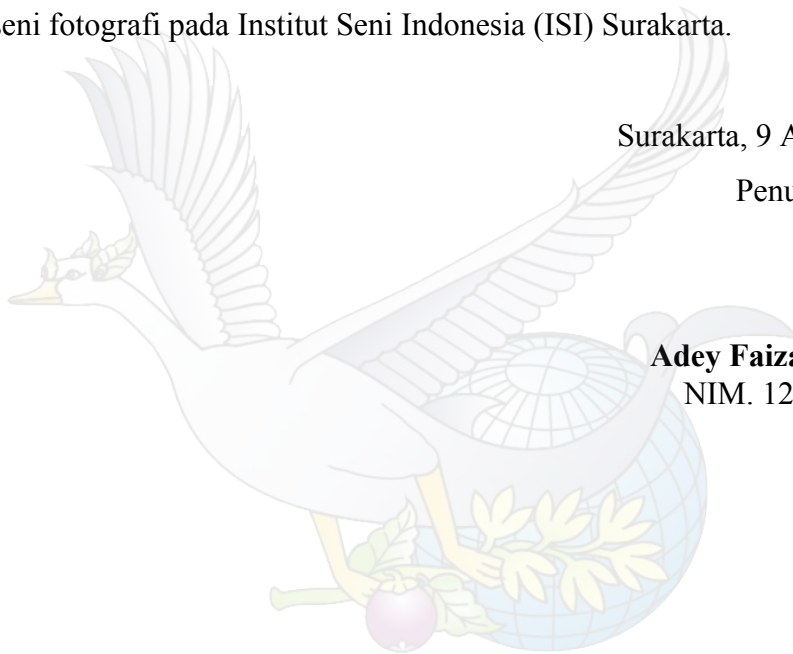 seni fotografi pada Institut Seni Indonesia (ISI) Surakarta.
Surakarta, 9 A
Penu
Adey Faiza
NIM. 12